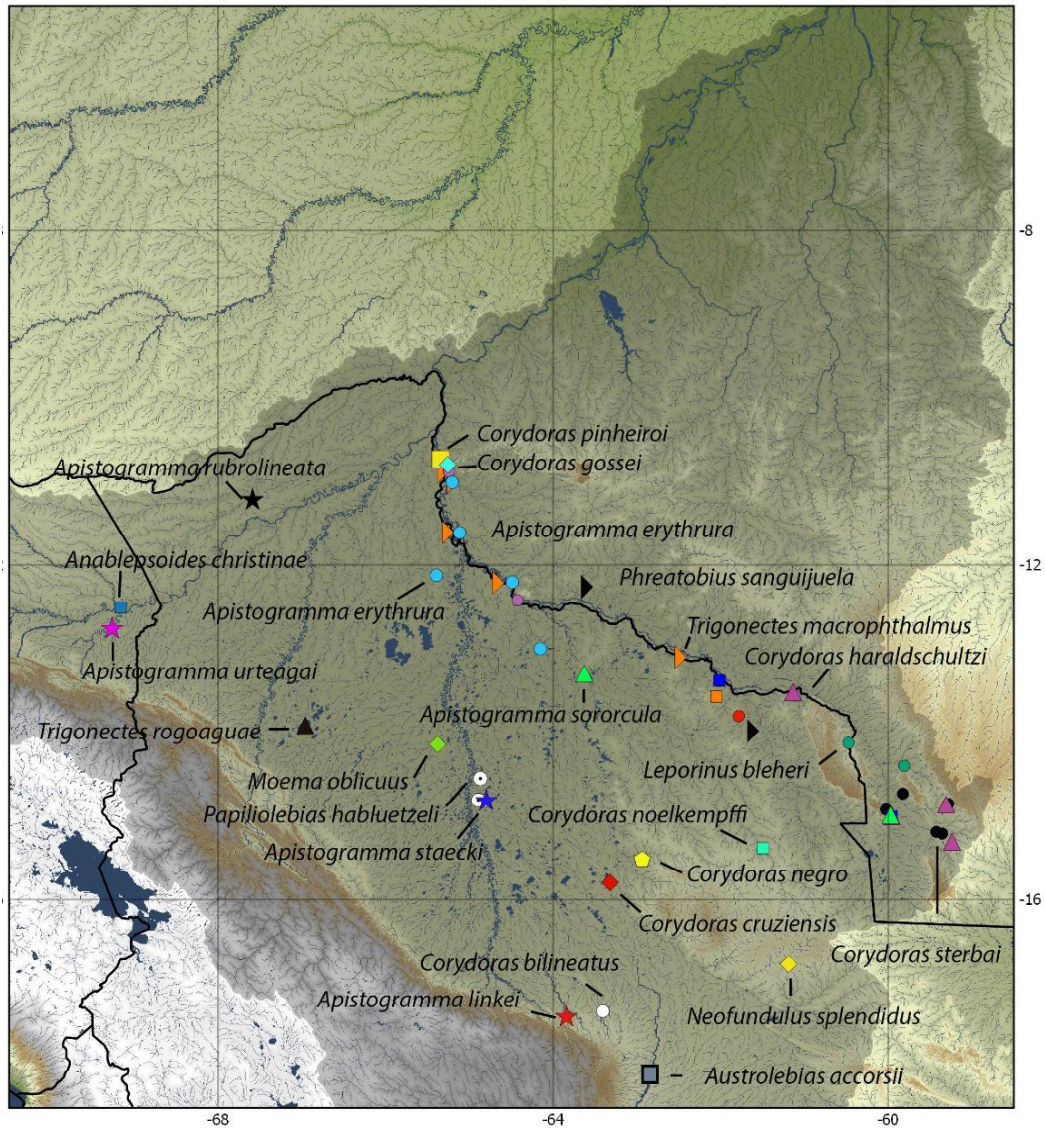 -8
Corydoras pinheiroi
Corydoras gossei
Apistogramma rubrolineata
Apistogramma erythrura
Anablepsoides christinae
-12
Phreatobius sanguijuela
Apistogramma erythrura
Trigonectes macrophthalmus
Corydoras haraldschultzi
Apistogramma urteagai
Apistogramma sororcula
Trigonectes rogoaguae
Leporinus bleheri
Moema oblicuus
Papiliolebias habluetzeli
Corydoras noelkempffi
Apistogramma staecki
Corydoras negro
-16
Corydoras cruziensis
Corydoras sterbai
Corydoras bilineatus
Apistogramma linkei
Neofundulus splendidus
Austrolebias accorsii
-68
-64
-60